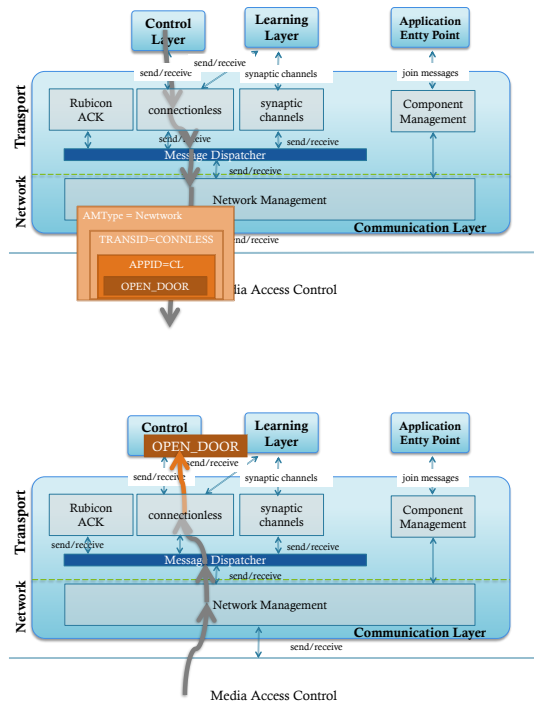 Control
Layer
Learning
Layer
Application
Entry Point
send/receive
send/receive
synaptic channels
join messages
Transport
Rubicon
ACK
connectionless
synaptic
channels
Component
Management
send/receive
send/receive
Message Dispatcher
send/receive
Network
Network Management
AMType = Newtwork
Communication Layer
TRANSID=CONNLESS
end/receive
APPID=CL
OPEN_DOOR
dia Access Control
Control
Learning
Layer
Application
Entry Point
OPEN_DOOR
send/receive
send/receive
synaptic channels
join messages
Transport
Rubicon
ACK
connectionless
synaptic
channels
Component
Management
send/receive
send/receive
Message Dispatcher
send/receive
Network
Network Management
Communication Layer
send/receive
Media Access Control